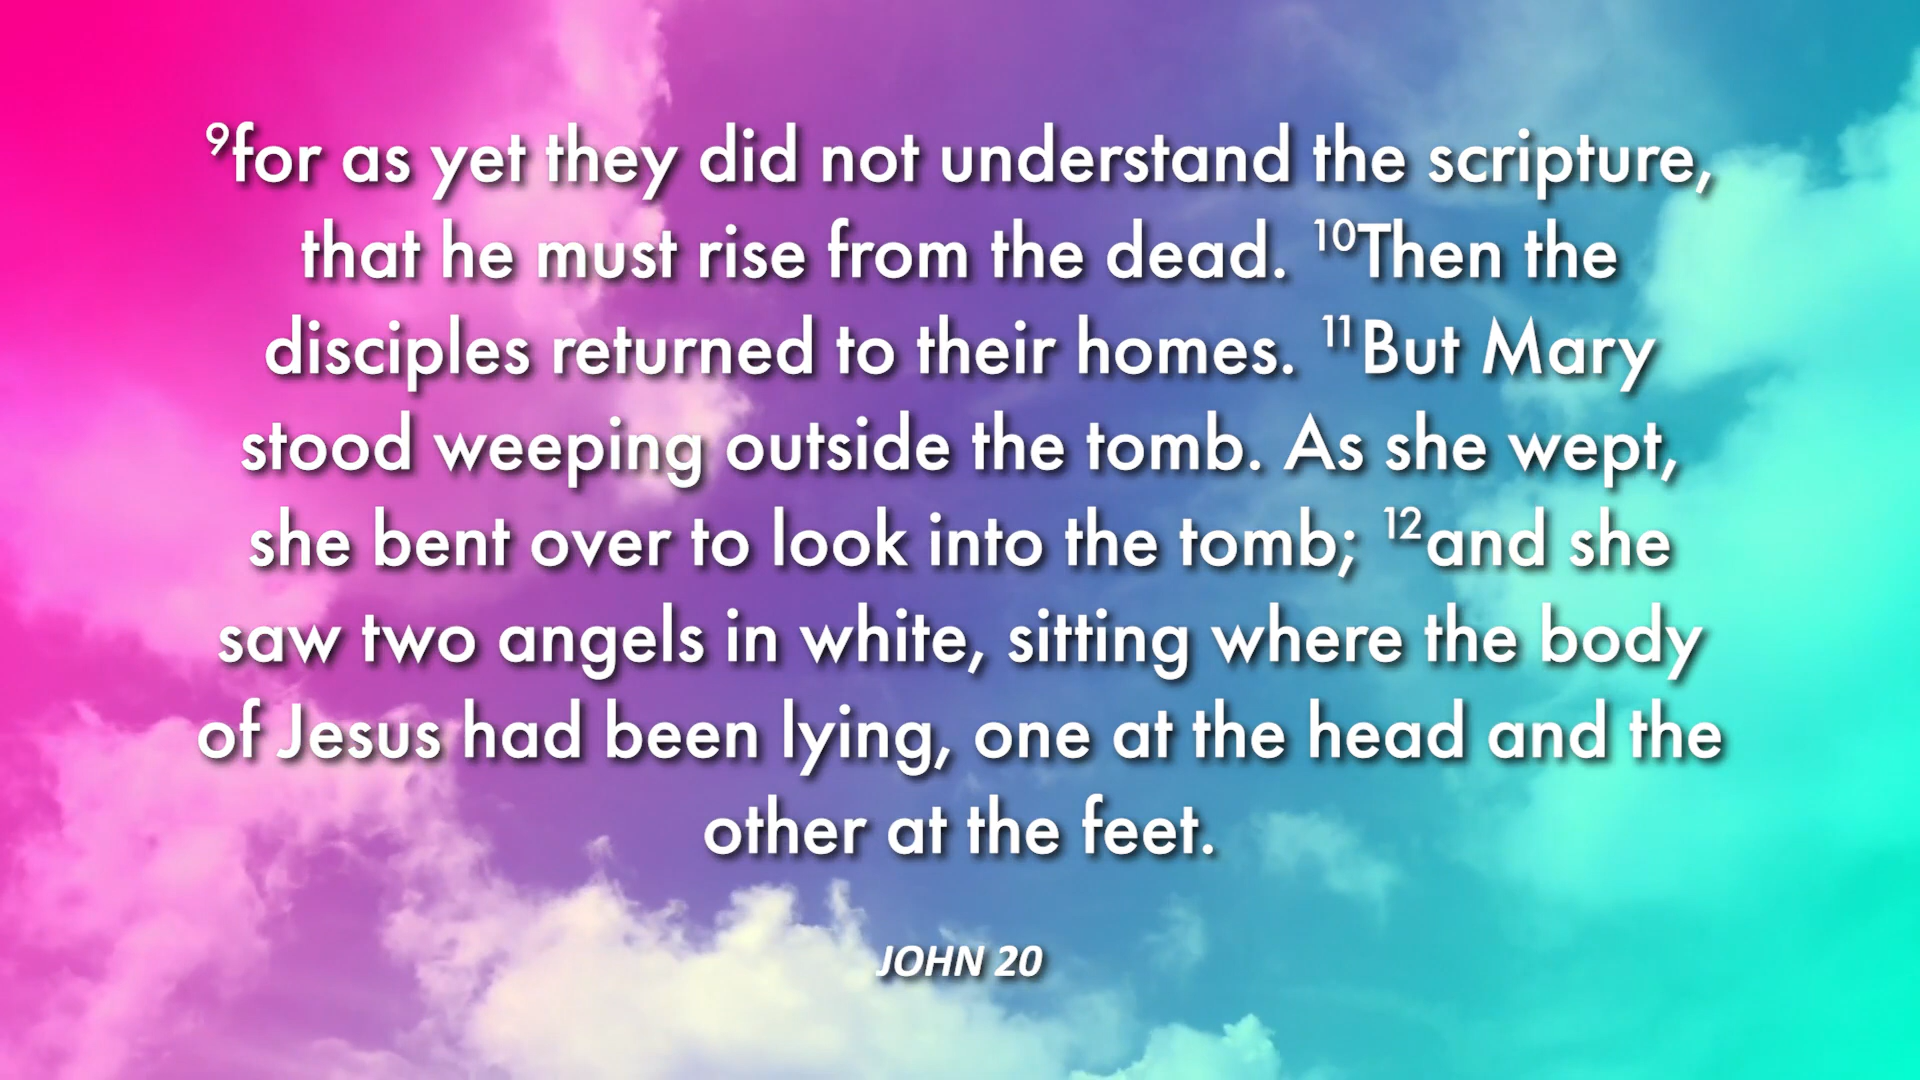 ⁹for as yet they did not understand the scripture,
that he must rise from the dead. ¹⁰Then the
disciples returned to their homes. ¹¹But Mary
stood weeping outside the tomb. As she wept,
she bent over to look into the tomb; ¹²and she
saw two angels in white, sitting where the body
of Jesus had been lying, one at the head and the
other at the feet.
JOHN 20